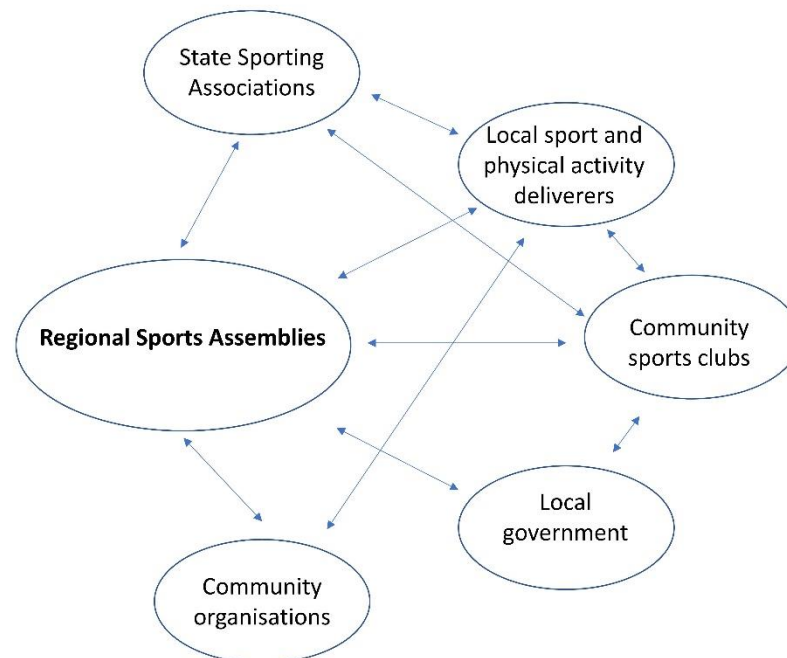 State Sporting
Associations
Local sport and
physical activity
deliverers
Regional Sports Assemblies
Community
sports clubs
Local
government
Community
organisations